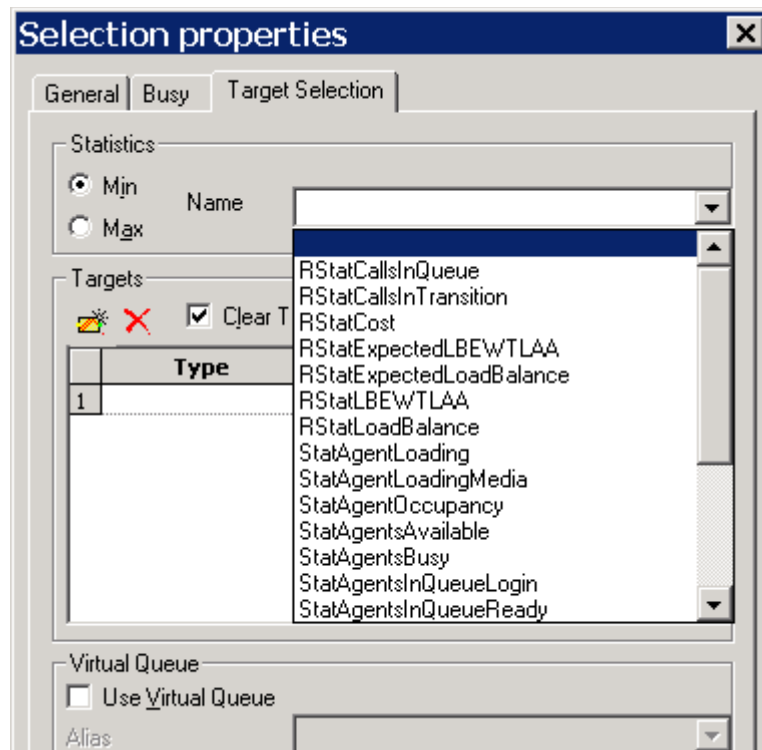 Selection properties
General Busy Target Selection
Statistics
Min
Name
Max
RStatCallsInQueue
RStatCallsInTransition
RStatCost
RStatExpectedLBEWTLAA
RStatExpectedLoadBalance
RStatLBEWTLAA
RStatLoadBalance
StatAgentLoading
StatAgentLoadingMedia
StatAgentOccupancy
StatAgentsAvailable
StatAgentsBusy
StatAgentsInQueueLogin
StatAgentsInQueueReady
Targets
Clear T
Type
1
Virtual Queue
Use Virtual Queue
Alias